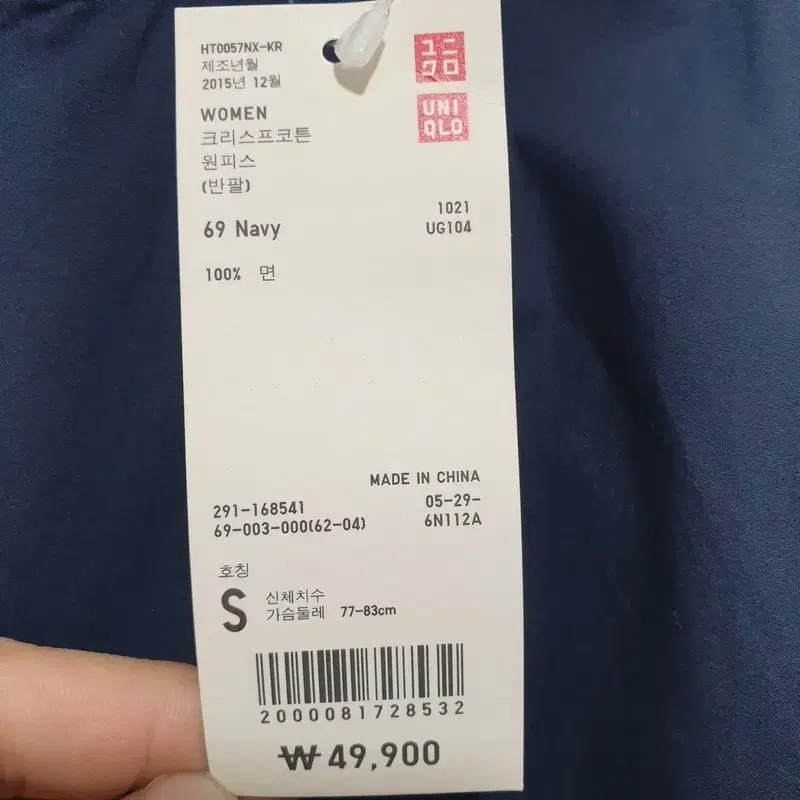 HT0057NX-KR
제조년월
2015년 12월
ユニ
クロ
UNI
QLO
WOMEN
크리스프코튼
원피스
(반팔)
69 Navy
1021
UG104
100% 면
MADE IN CHINA
291-168541
05-29-
69-003-000(62-04)
6N112A
호칭
S
신체치수
가슴둘레 77-83cm
2000081728532
₩49,900